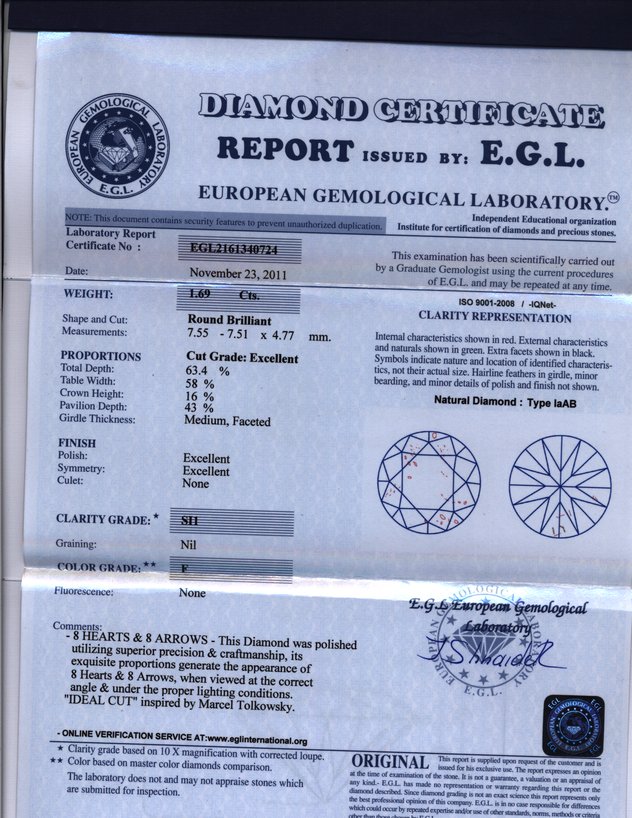 EUROPEAN GEMOLOGICAL LABORATORY
E.G.L.
DIAMOND CERTIFICATE
REPORT ISSUED BY: E.G.L.
EUROPEAN GEMOLOGICAL LABORATORY.™
NOTE: This document contains security features to prevent unauthorized duplication.
Independent Educational organization
Institute for certification of diamonds and precious stones.
Laboratory Report
Certificate No : EGL2161340724
Date: November 23, 2011
This examination has been scientifically carried out
by a Graduate Gemologist using the current procedures
of E.G.L. and may be repeated at any time.
WEIGHT: 1.69 Cts.
Shape and Cut: Round Brilliant
Measurements: 7.55 - 7.51 x 4.77 mm.
PROPORTIONS Cut Grade: Excellent
Total Depth: 63.4 %
Table Width: 58 %
Crown Height: 16 %
Pavilion Depth: 43 %
Girdle Thickness: Medium, Faceted
ISO 9001-2008 / -IQNet-
CLARITY REPRESENTATION
Internal characteristics shown in red. External characteristics
and naturals shown in green. Extra facets shown in black.
Symbols indicate nature and location of identified characteris-
tics, not their actual size. Hairline feathers in girdle, minor
bearding, and minor details of polish and finish not shown.
Natural Diamond : Type IaAB
FINISH
Polish: Excellent
Symmetry: Excellent
Culet: None
CLARITY GRADE: * SI1
Graining: Nil
COLOR GRADE: ** F
Fluorescence: None
E.G.L European Gemological
Laboratory
EUROPEAN GEMOLOGICAL LABORATORY
E.G.L.
Comments:
- 8 HEARTS & 8 ARROWS - This Diamond was polished
utilizing superior precision & craftmanship, its
exquisite proportions generate the appearance of
8 Hearts & 8 Arrows, when viewed at the correct
angle & under the proper lighting conditions.
"IDEAL CUT" inspired by Marcel Tolkowsky.
- ONLINE VERIFICATION SERVICE AT:www.eglinternational.org
* Clarity grade based on 10 X magnification with corrected loupe.
** Color based on master color diamonds comparison.
The laboratory does not and may not appraise stones which
are submitted for inspection.
ORIGINAL This report is supplied upon request of the customer and is
issued for his exclusive use. The report expresses an opinion
at the time of examination of the stone. It is not a guarantee, a valuation or an appraisal of
any kind.- E.G.L. has made no representation or warranty regarding this report or the
diamond described. Since diamond grading is not an exact science this report represents only
the best professional opinion of this company. E.G.L. is in no case responsible for differences
which could occur by repeated expertise and/or use of other standards, norms, methods or criteria